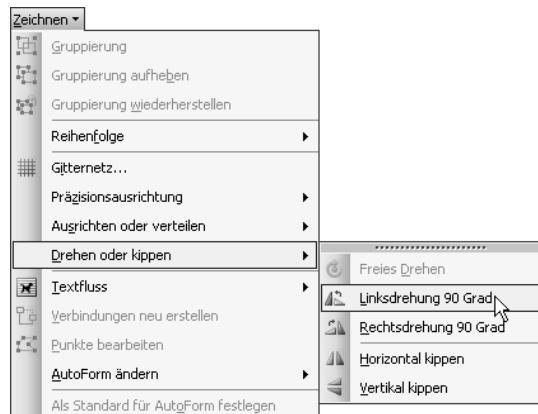 Zeichnen
Gruppierung
Gruppierung aufheben
Gruppierung wiederherstellen
Reihenfolge
Gitternetz...
Präzisionsausrichtung
Ausrichten oder verteilen
Drehen oder kippen
Textfluss
Verbindungen neu erstellen
Punkte bearbeiten
AutoForm ändern
Als Standard für AutoForm festlegen
Freies Drehen
Linksdrehung 90 Grad
Rechtsdrehung 90 Grad
Horizontal kippen
Vertikal kippen